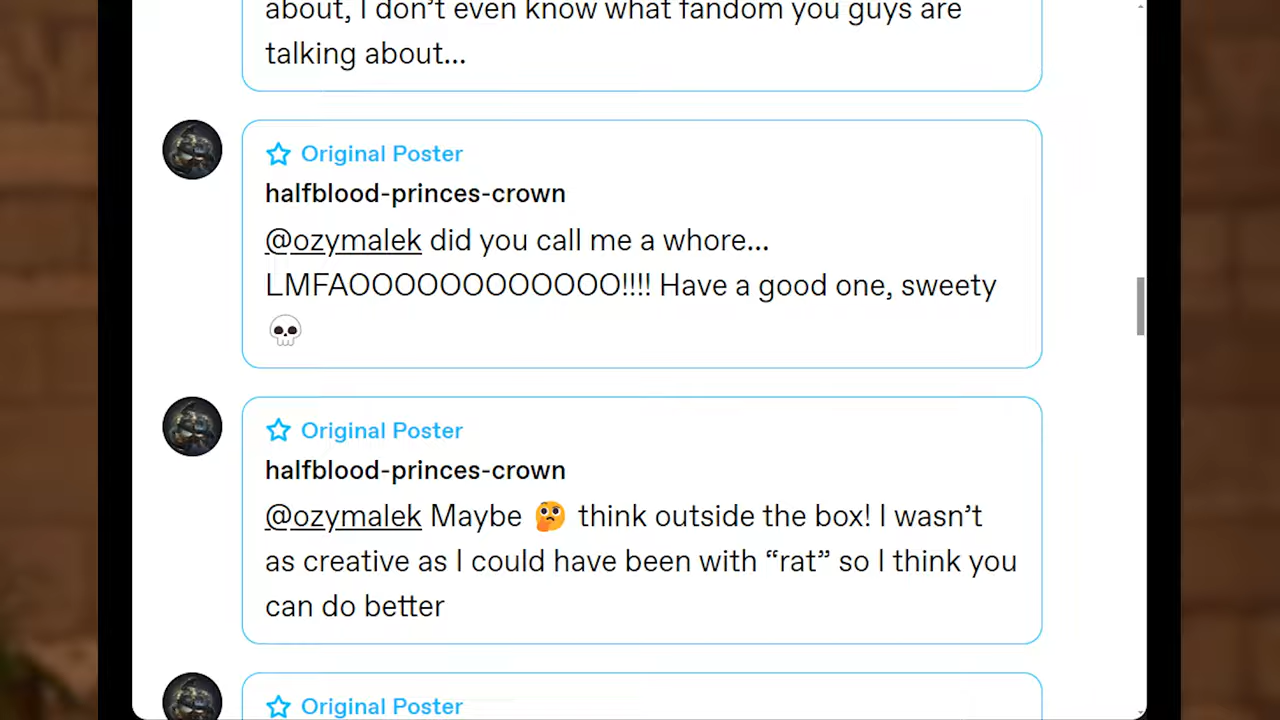 about, I don’t even know what fandom you guys are
talking about...
Original Poster
halfblood-princes-crown
@ozymalek did you call me a whore...
LMFAOOOOOOOOOOOO!!!! Have a good one, sweety
💀
Original Poster
halfblood-princes-crown
@ozymalek Maybe 🤔 think outside the box! I wasn’t
as creative as I could have been with “rat” so I think you
can do better
Original Poster